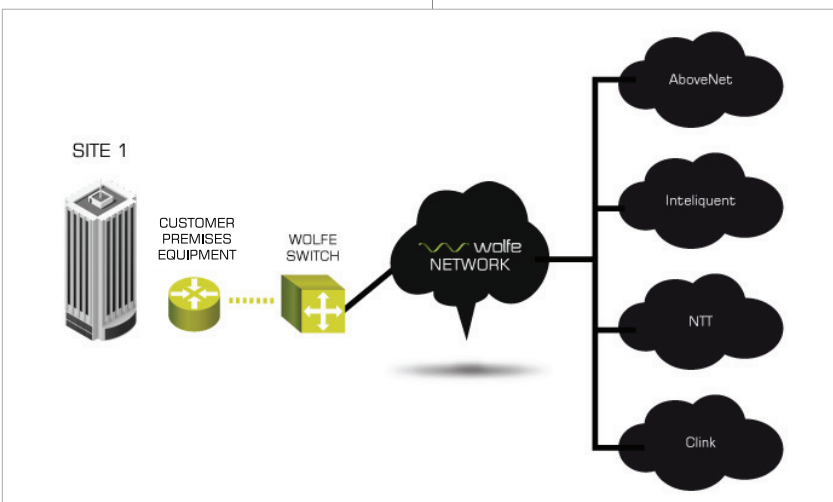 SITE 1
CUSTOMER
PREMISES
EQUIPMENT
WOLFE
SWITCH
wolfe
NETWORK
AboveNet
Inteliquent
NTT
Clink